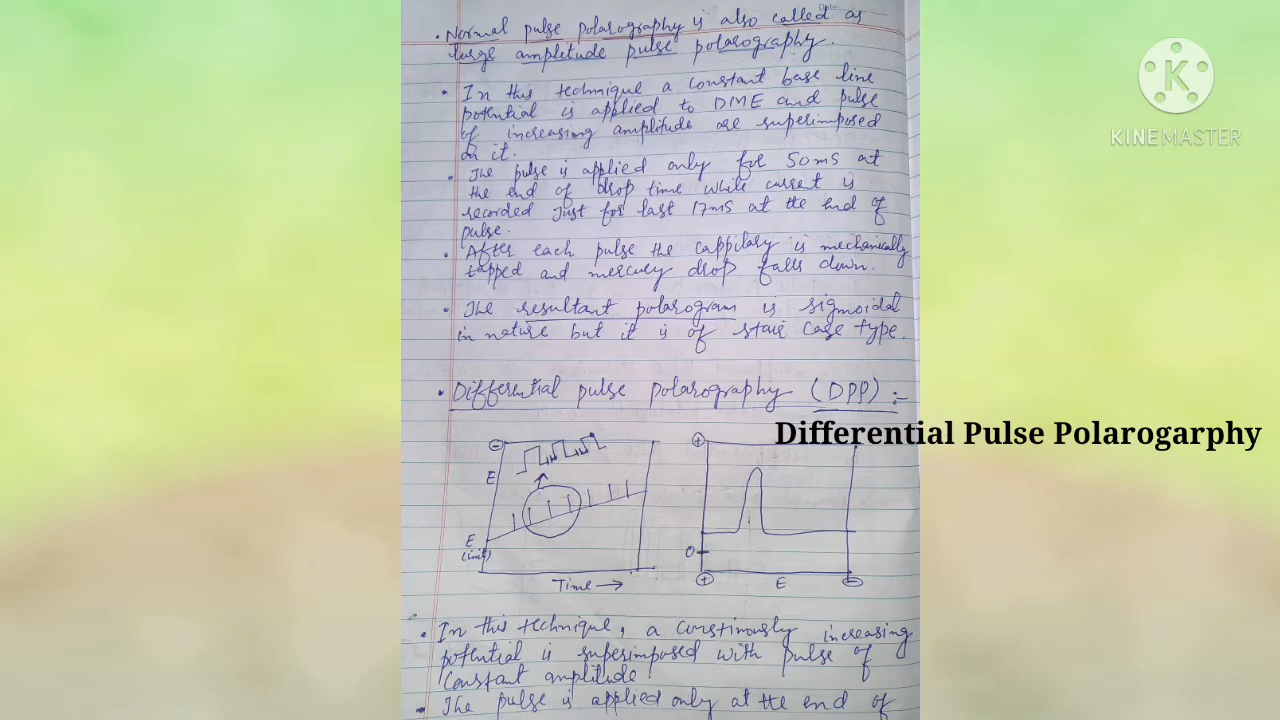 Date:
• Normal pulse polarography is also called as
large amplitude pulse polarography.
• In this technique a constant base line
potential is applied to DME and pulse
of increasing amplitude are superimposed
on it.
• The pulse is applied only for 50ms at
the end of drop time while current is
recorded just for last 17ms at the end of
pulse.
• After each pulse the cappilary is mechanically
tapped and mercury drop falls down.
• The resultant polarogram is sigmoidal
in nature but it is of stair case type.
• Differential pulse polarography (DPP) :-
Differential Pulse Polarogarphy
E
E
(init)
Time →
+
0
+ E −
• In this technique, a constinously increasing
potential is superimposed with pulse of
constant amplitude
• The pulse is applied only at the end of
K
KINEMASTER